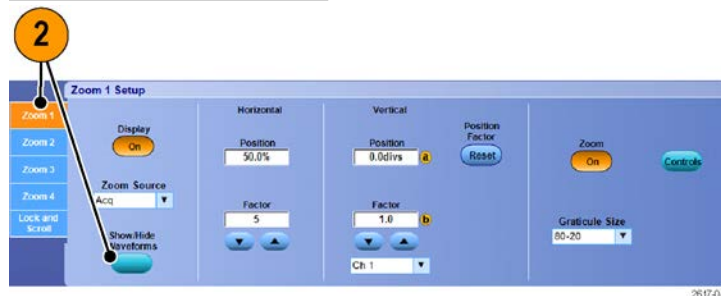 2
Zoom 1 Setup
Zoom 1
Zoom 2
Zoom 3
Zoom 4
Lock and
Scroll
Display
On
Zoom Source
Acq
Show/Hide
Waveforms
Horizontal
Position
50.0%
Factor
5
Vertical
Position
0.0divs
a
Factor
1.0
b
Ch 1
Position
Factor
Reset
Zoom
On
Graticule Size
80-20
Controls